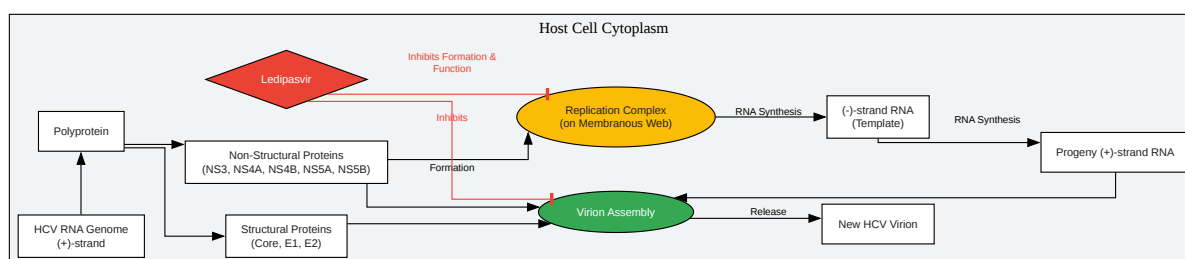 Host Cell Cytoplasm
Inhibits Formation &
Function
Ledipasvir
Replication Complex
(on Membranous Web)
RNA Synthesis
(-)-strand RNA
(Template)
RNA Synthesis
Inhibits
Polyprotein
Non-Structural Proteins
(NS3, NS4A, NS4B, NS5A, NS5B)
Formation
Progeny (+)-strand RNA
HCV RNA Genome
(+)-strand
Structural Proteins
(Core, E1, E2)
Virion Assembly
Release
New HCV Virion